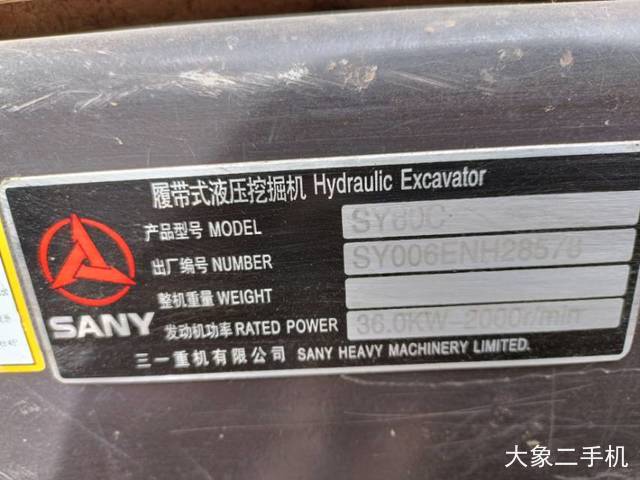 履带式液压挖掘机 Hydraulic Excavator
产品型号 MODEL SY60C
出厂编号 NUMBER
整机重量 WEIGHT
发动机功率 RATED POWER 36.0KW-2000r/min
SANY
三一重机有限公司 SANY HEAVY MACHINERY LIMITED.
大象二手机